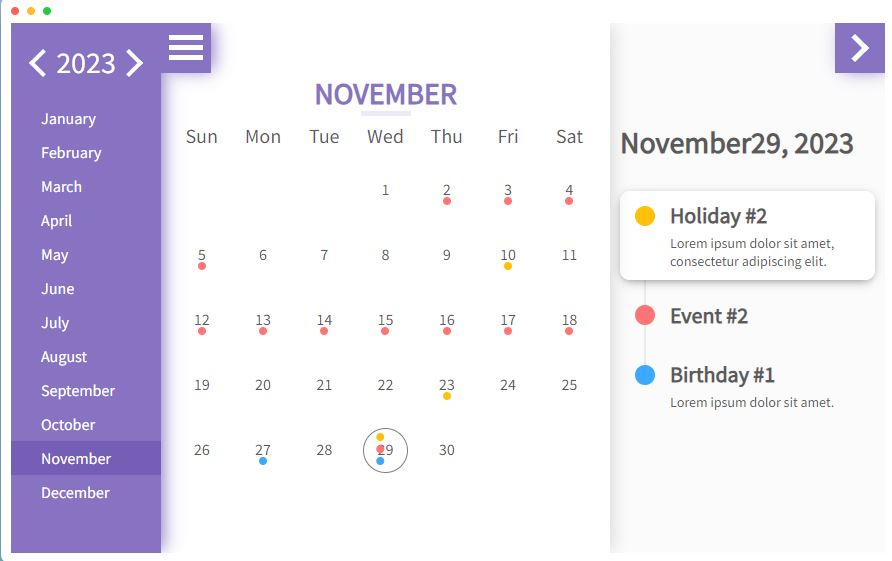 2023
January
February
March
April
May
June
July
August
September
October
November
December
NOVEMBER
Sun Mon Tue Wed Thu Fri Sat
1 2 3 4
5 6 7 8 9 10 11
12 13 14 15 16 17 18
19 20 21 22 23 24 25
26 27 28 29 30
November29, 2023
Holiday #2
Lorem ipsum dolor sit amet,
consectetur adipiscing elit.
Event #2
Birthday #1
Lorem ipsum dolor sit amet.